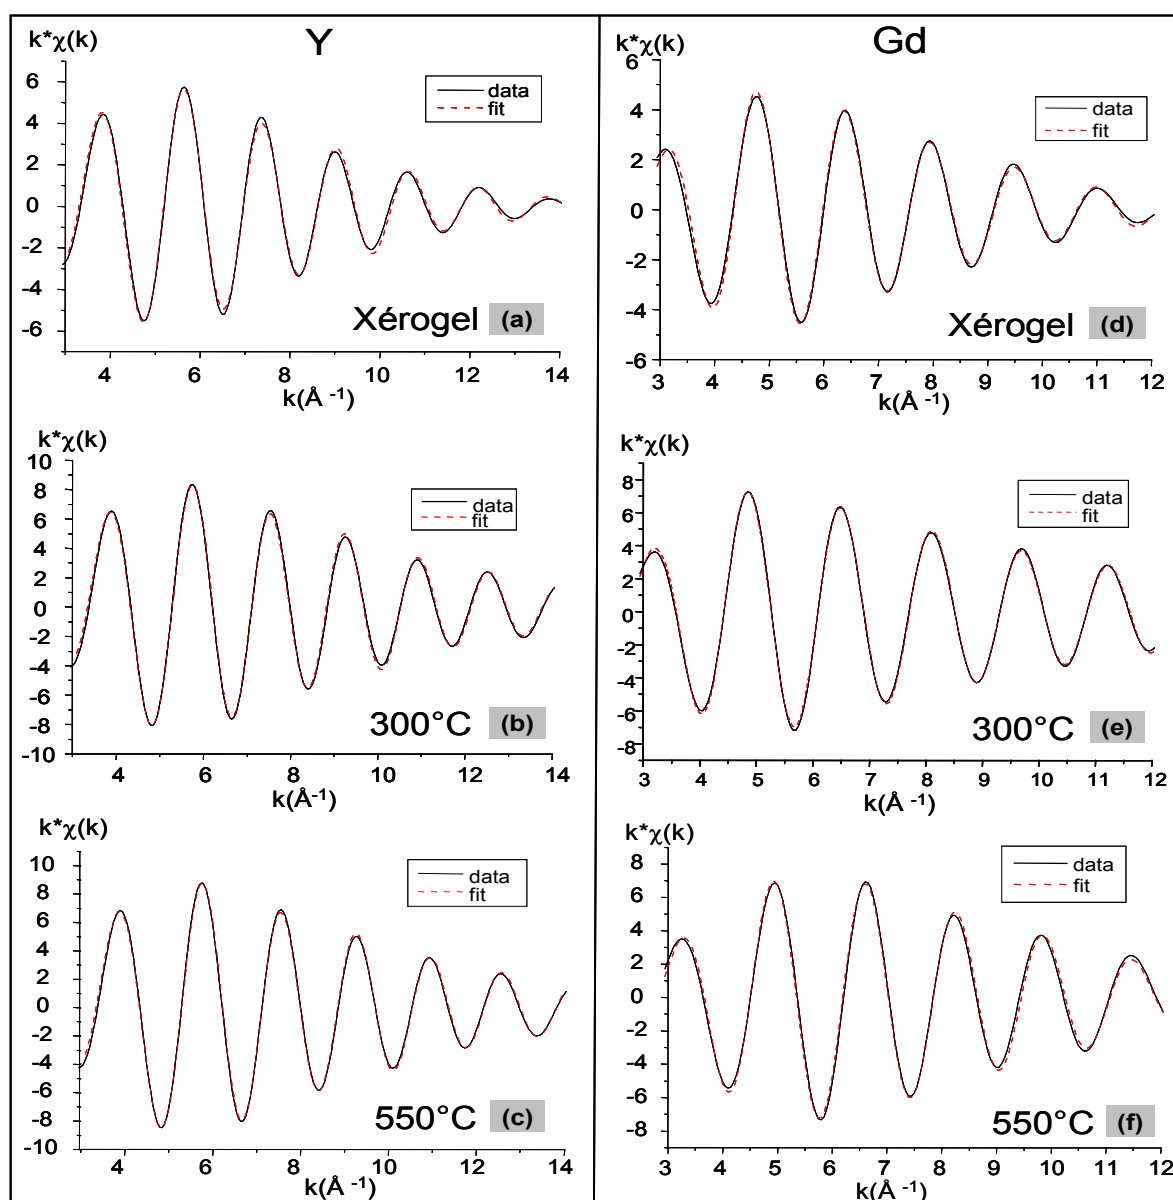 Y
k*χ(k)
6
4
2
0
-2
-4
-6
data
fit
Xérogel (a)
4 6 8 10 12 14
k(Å -1)
k*χ(k)
10
8
6
4
2
0
-2
-4
-6
-8
-10
data
fit
300°C (b)
4 6 8 10 12 14
k(Å-1)
k*χ(k)
10
8
6
4
2
0
-2
-4
-6
-8
-10
data
fit
550°C (c)
4 6 8 10 12 14
k(Å-1)
Gd
k*χ(k)
6
4
2
0
-2
-4
-6
data
fit
Xérogel (d)
3 4 5 6 7 8 9 10 11 12
k(Å -1)
k*χ(k)
8
6
4
2
0
-2
-4
-6
-8
data
fit
300°C (e)
3 4 5 6 7 8 9 10 11 12
k(Å -1)
k*χ(k)
8
6
4
2
0
-2
-4
-6
-8
data
fit
550°C (f)
3 4 5 6 7 8 9 10 11 12
k(Å -1)